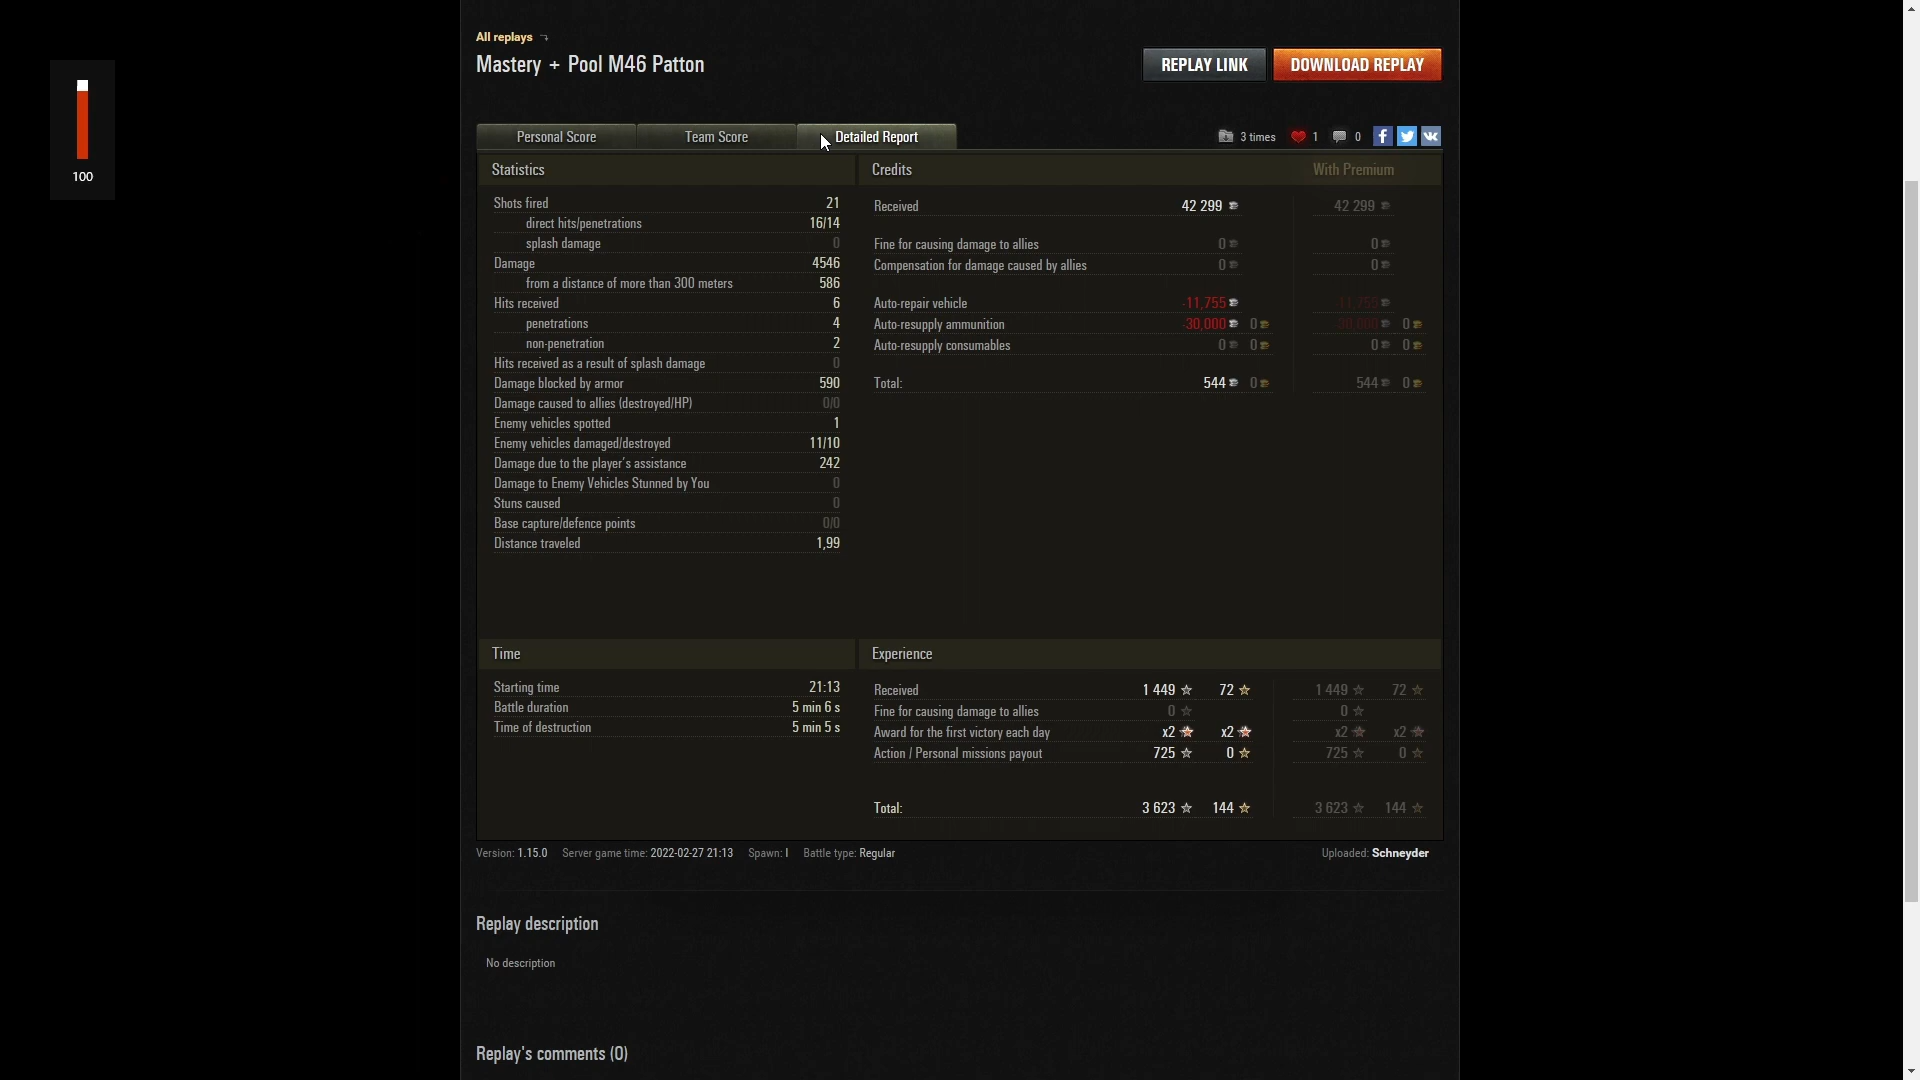 All replays
Mastery + Pool M46 Patton
REPLAY LINK DOWNLOAD REPLAY
100
Personal Score Team Score Detailed Report 3 times 1 0
Statistics
Shots fired 21
direct hits/penetrations 16/14
splash damage 0
Damage 4546
from a distance of more than 300 meters 586
Hits received 6
penetrations 4
non-penetration 2
Hits received as a result of splash damage 0
Damage blocked by armor 590
Damage caused to allies (destroyed/HP) 0/0
Enemy vehicles spotted 1
Enemy vehicles damaged/destroyed 11/10
Damage due to the player's assistance 242
Damage to Enemy Vehicles Stunned by You 0
Stuns caused 0
Base capture/defence points 0/0
Distance traveled 1,99
Credits With Premium
Received 42 299 42 299
Fine for causing damage to allies 0 0
Compensation for damage caused by allies 0 0
Auto-repair vehicle -11,755 -11,755
Auto-resupply ammunition -30,000 0 -30,000 0
Auto-resupply consumables 0 0 0 0
Total: 544 0 544 0
Time
Starting time 21:13
Battle duration 5 min 6 s
Time of destruction 5 min 5 s
Experience
Received 1 449 72 1 449 72
Fine for causing damage to allies 0 0
Award for the first victory each day x2 x2 x2 x2
Action / Personal missions payout 725 0 725 0
Total: 3 623 144 3 623 144
Version: 1.15.0 Server game time: 2022-02-27 21:13 Spawn: I Battle type: Regular Uploaded: Schneyder
Replay description
No description
Replay's comments (0)